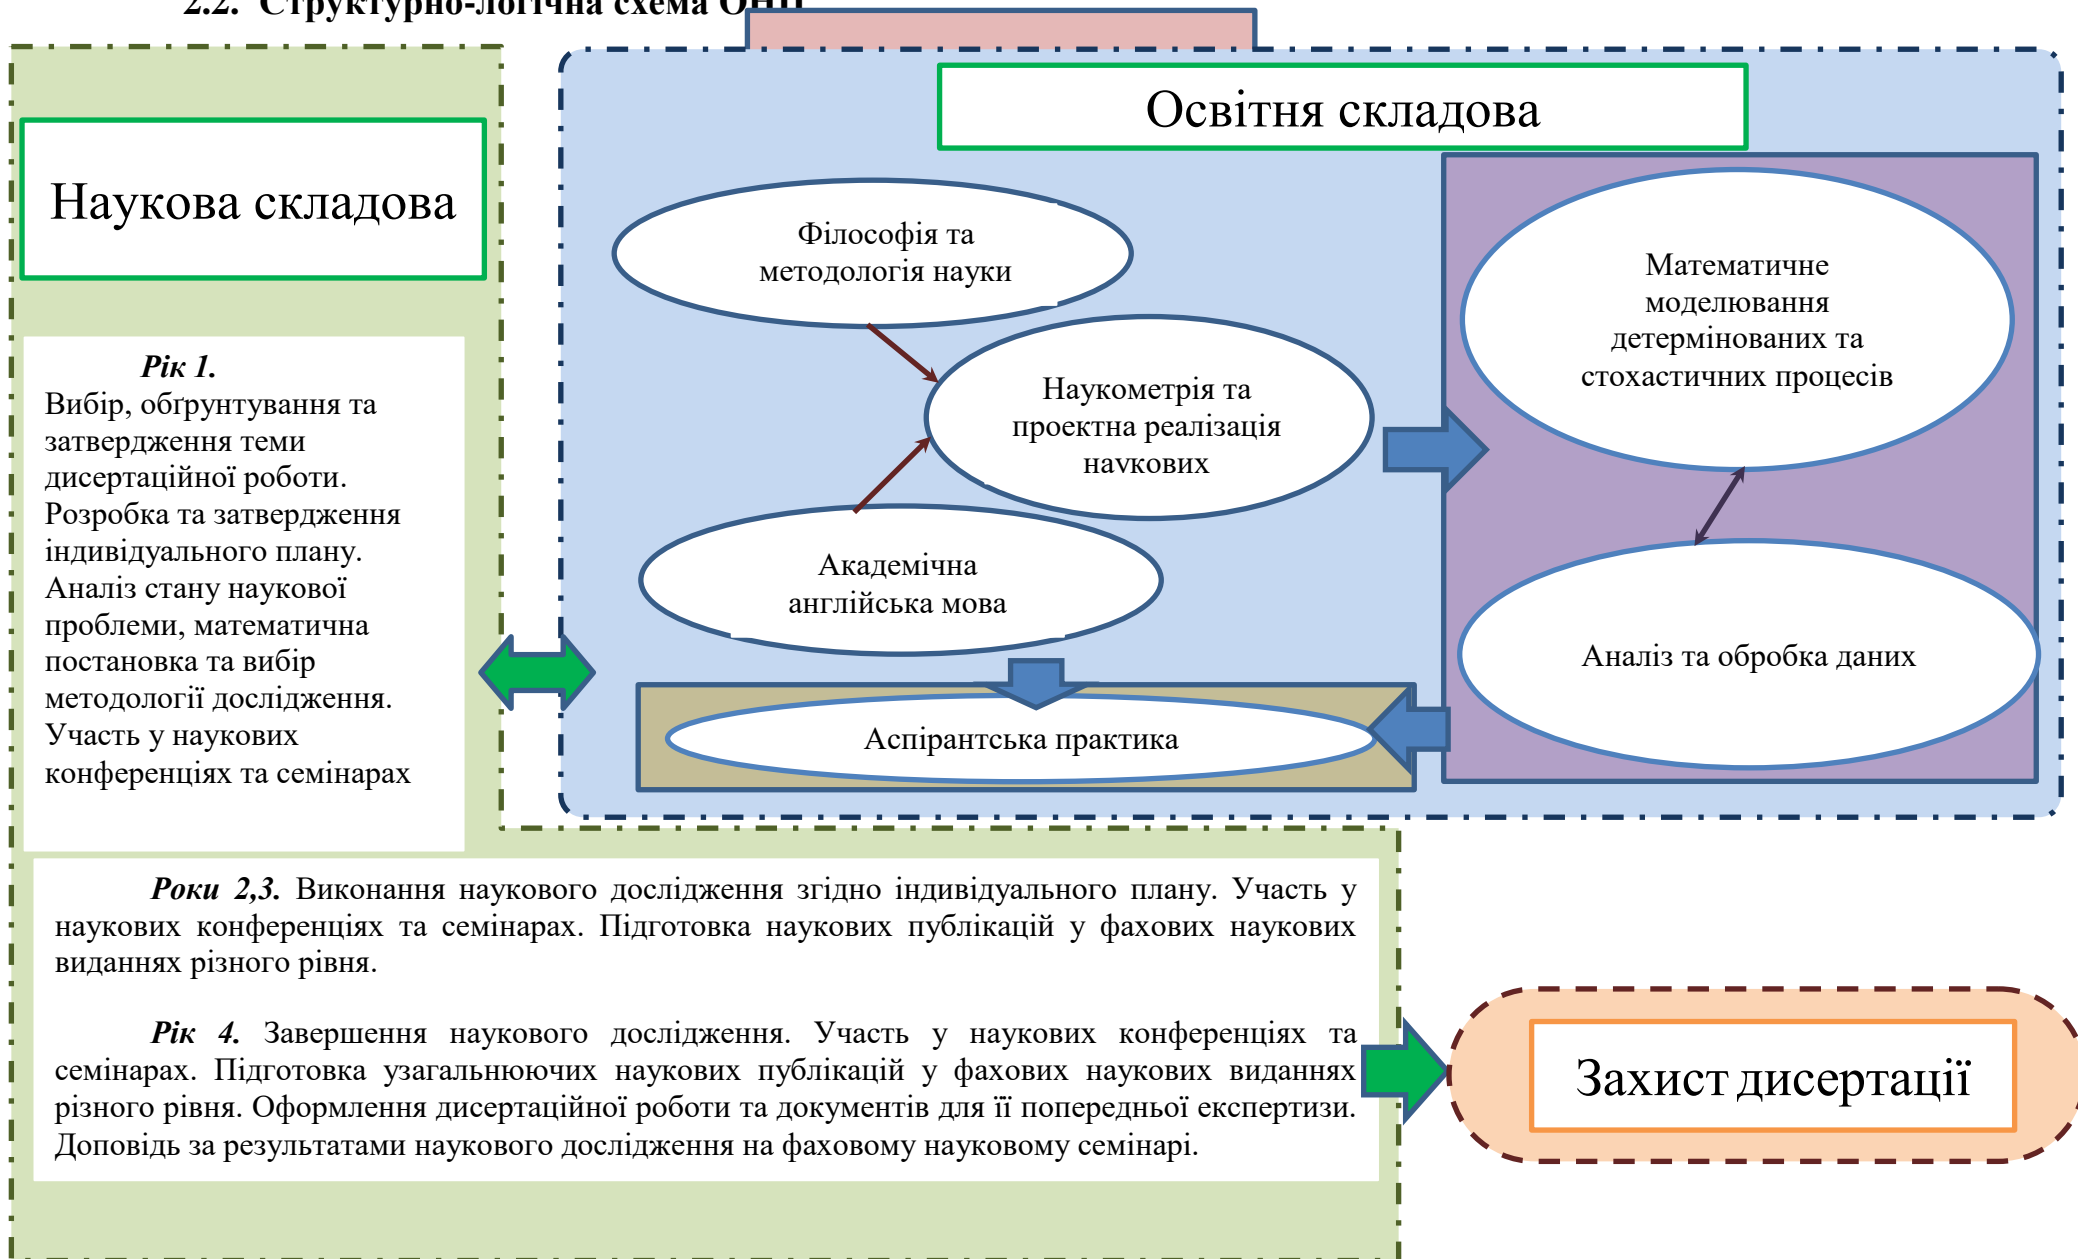 2.2. Структурно-логічна схема ОНП
Наукова складова
Рік 1.
Вибір, обґрунтування та
затвердження теми
дисертаційної роботи.
Розробка та затвердження
індивідуального плану.
Аналіз стану наукової
проблеми, математична
постановка та вибір
методології дослідження.
Участь у наукових
конференціях та семінарах
Освітня складова
Філософія та
методологія науки
Наукометрія та
проектна реалізація
наукових
Академічна
англійська мова
Математичне
моделювання
детермінованих та
стохастичних процесів
Аналіз та обробка даних
Аспірантська практика
Роки 2,3. Виконання наукового дослідження згідно індивідуального плану. Участь у
наукових конференціях та семінарах. Підготовка наукових публікацій у фахових наукових
виданнях різного рівня.
Рік 4. Завершення наукового дослідження. Участь у наукових конференціях та
семінарах. Підготовка узагальнюючих наукових публікацій у фахових наукових виданнях
різного рівня. Оформлення дисертаційної роботи та документів для її попередньої експертизи.
Доповідь за результатами наукового дослідження на фаховому науковому семінарі.
Захист дисертації